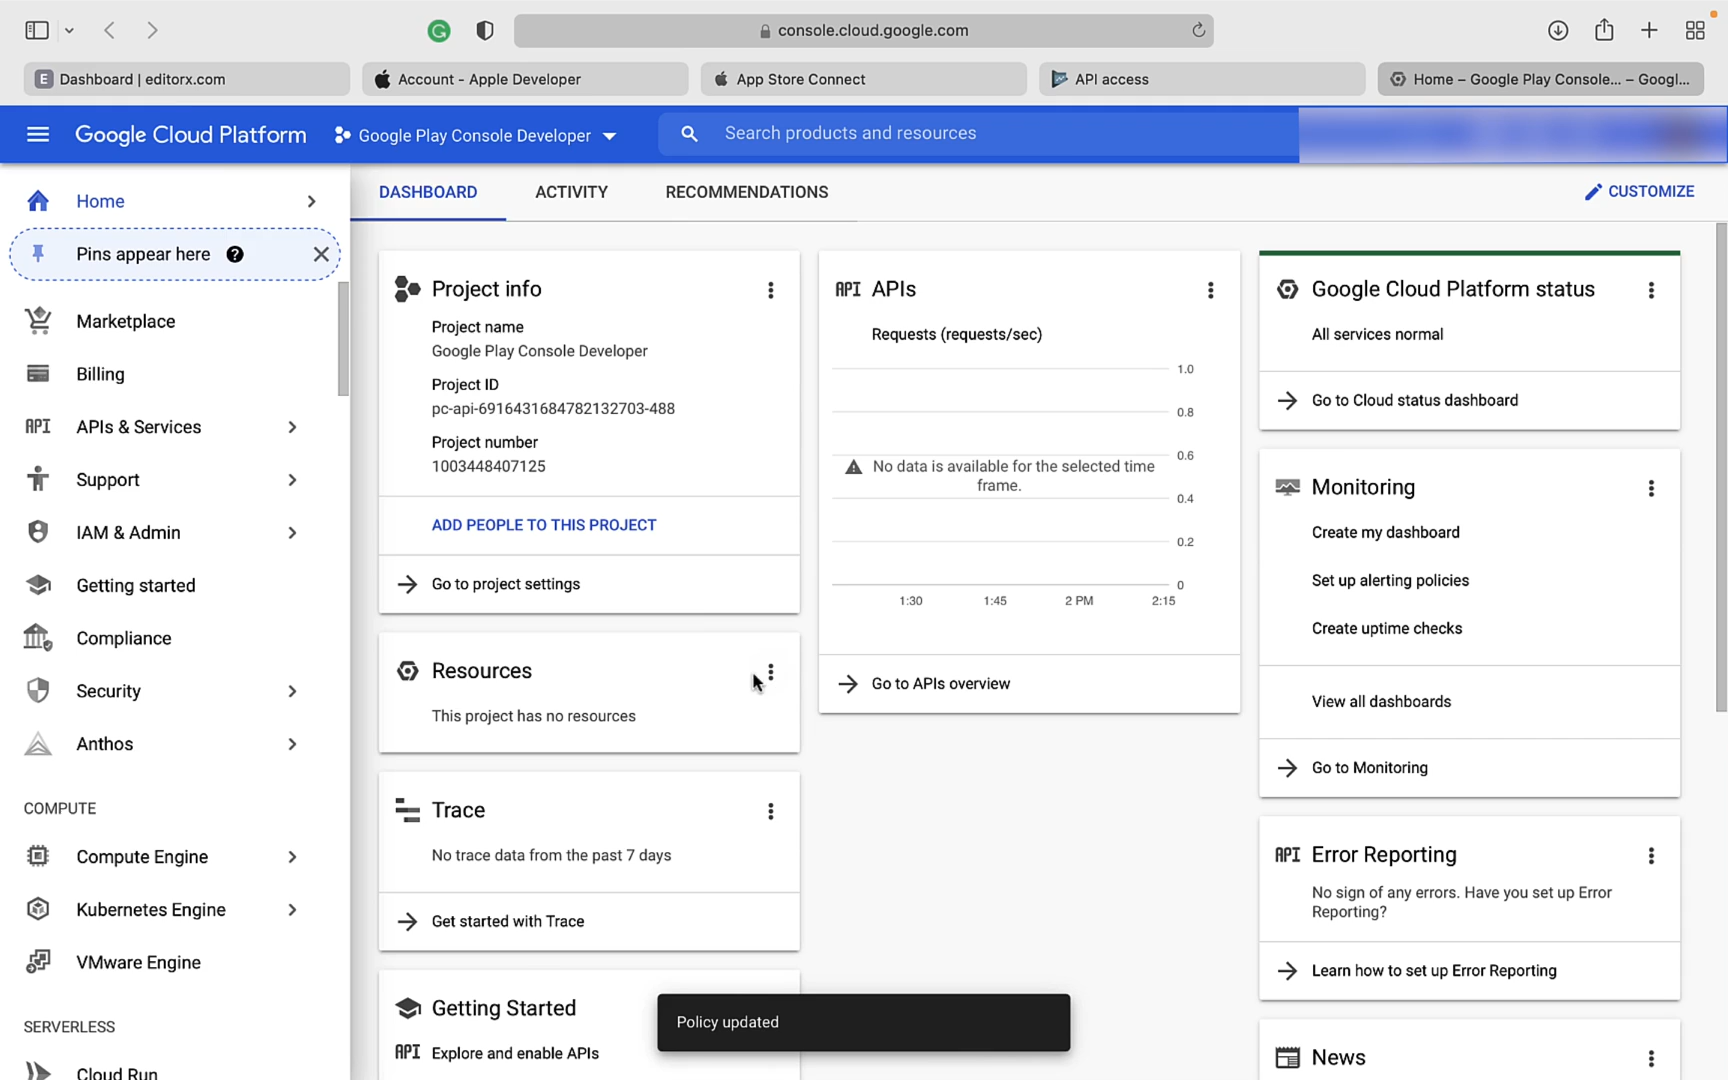 console.cloud.google.com
E Dashboard | editorx.com
Account - Apple Developer
App Store Connect
API access
Home – Google Play Console... – Googl...
Google Cloud Platform
Google Play Console Developer
Search products and resources
Home
Pins appear here ?
Marketplace
Billing
API APIs & Services
Support
IAM & Admin
Getting started
Compliance
Security
Anthos
COMPUTE
Compute Engine
Kubernetes Engine
VMware Engine
SERVERLESS
Cloud Run
DASHBOARD
ACTIVITY
RECOMMENDATIONS
CUSTOMIZE
Project info
Project name
Google Play Console Developer
Project ID
pc-api-6916431684782132703-488
Project number
1003448407125
ADD PEOPLE TO THIS PROJECT
Go to project settings
Resources
This project has no resources
Trace
No trace data from the past 7 days
Get started with Trace
Getting Started
API Explore and enable APIs
API APIs
Requests (requests/sec)
1.0
0.8
0.6
No data is available for the selected time
frame.
0.4
0.2
0
1:30 1:45 2 PM 2:15
Go to APIs overview
Google Cloud Platform status
All services normal
Go to Cloud status dashboard
Monitoring
Create my dashboard
Set up alerting policies
Create uptime checks
View all dashboards
Go to Monitoring
API Error Reporting
No sign of any errors. Have you set up Error
Reporting?
Learn how to set up Error Reporting
News
Policy updated